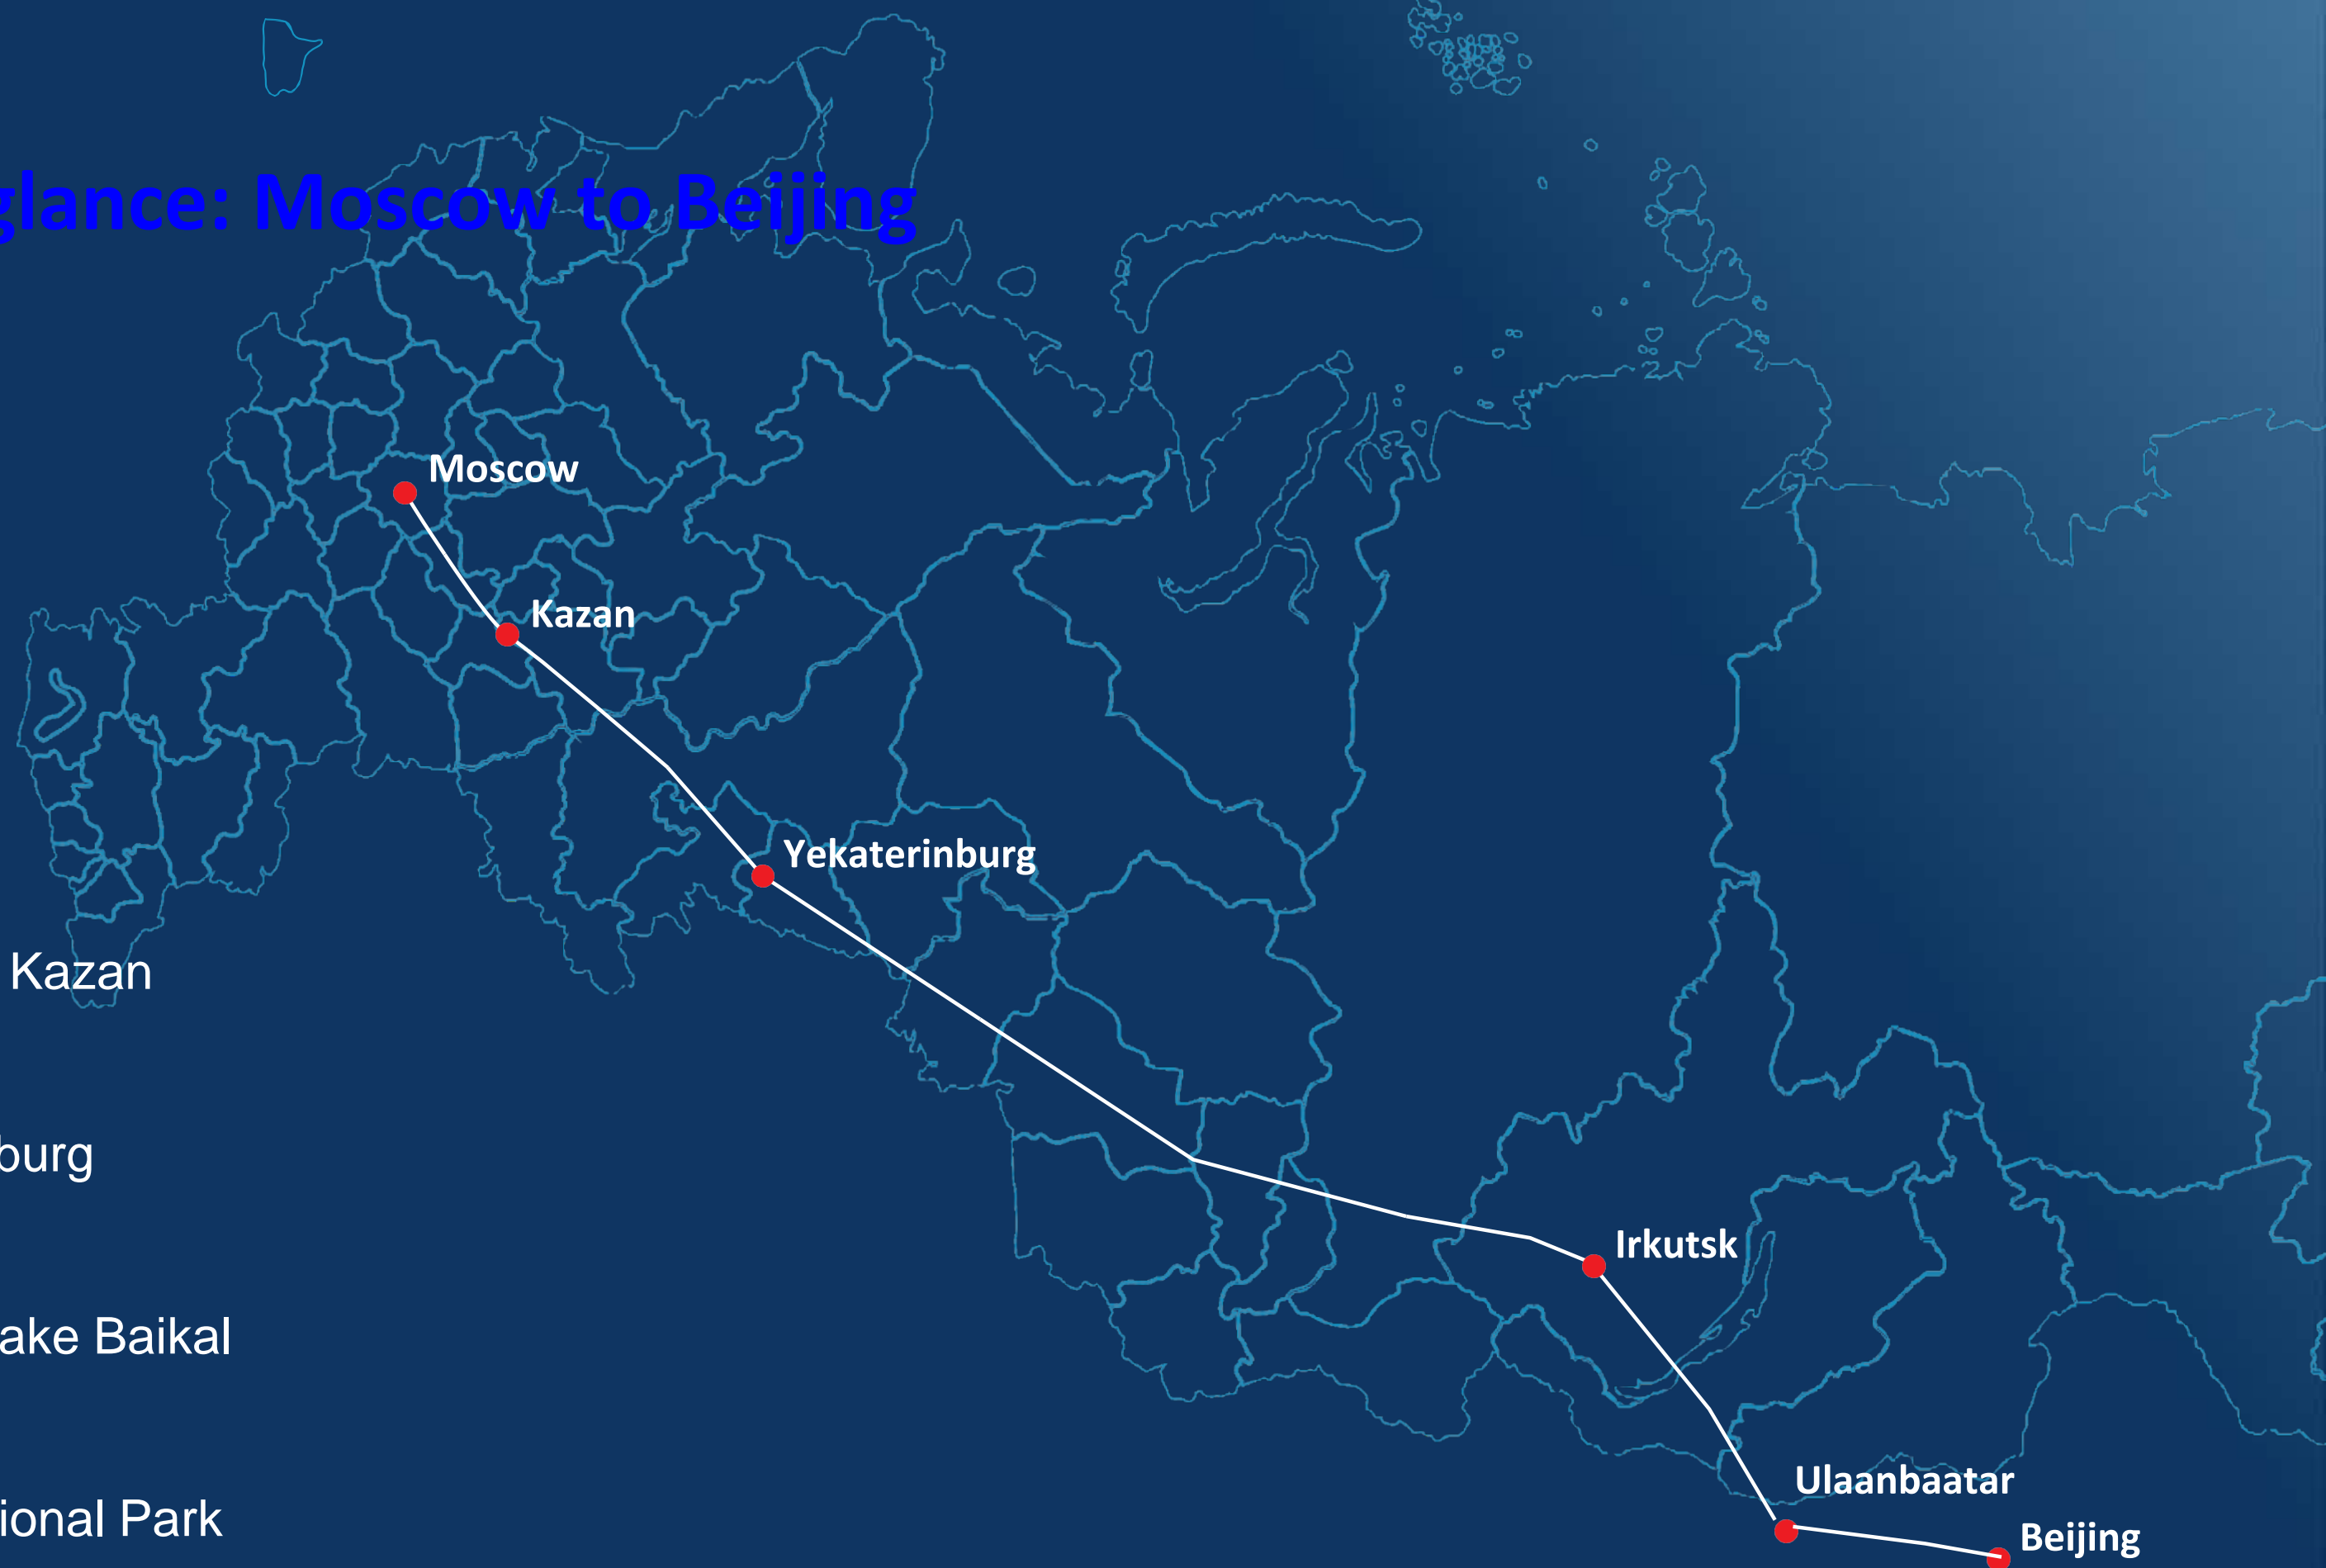 glance: Moscow to Beijing
Moscow
Kazan
Yekaterinburg
Kazan
burg
Irkutsk
ake Baikal
Ulaanbaatar
ional Park
Beijing